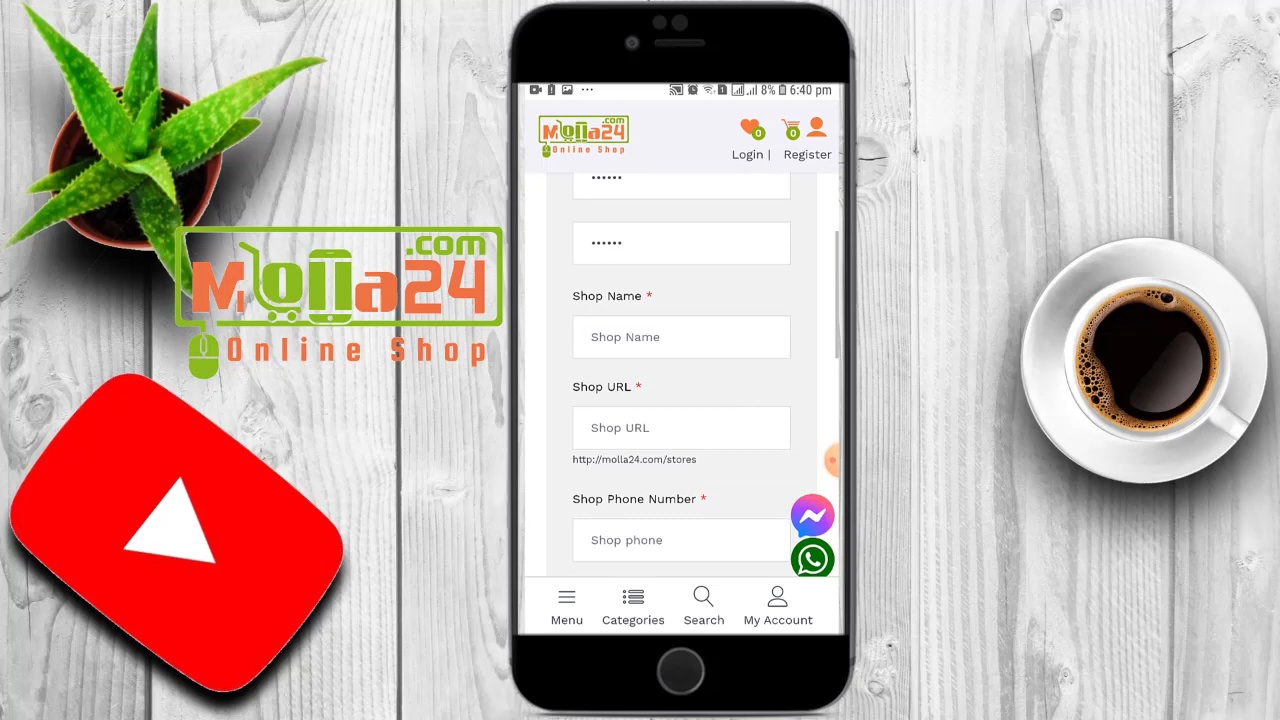 8% 6:40 pm
Molla24.com
Online Shop
0
0
Login |
Register
••••••
••••••
Shop Name *
Shop Name
Shop URL *
Shop URL
http://molla24.com/stores
Shop Phone Number *
Shop phone
Menu
Categories
Search
My Account
Molla24.com
Online Shop